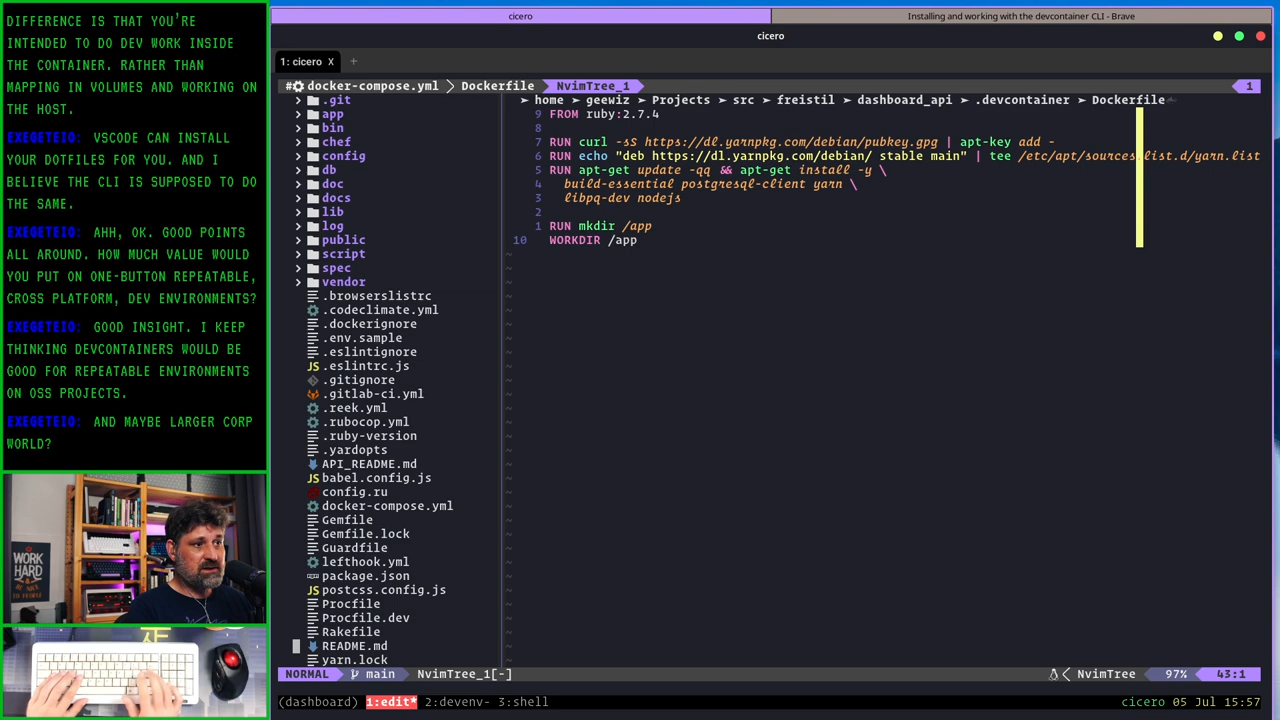 DIFFERENCE IS THAT YOU'RE
INTENDED TO DO DEV WORK INSIDE
THE CONTAINER. RATHER THAN
MAPPING IN VOLUMES AND WORKING ON
THE HOST.
EXEGETEIO: VSCODE CAN INSTALL
YOUR DOTFILES FOR YOU. AND I
BELIEVE THE CLI IS SUPPOSED TO DO
THE SAME.
EXEGETEIO: AHH, OK. GOOD POINTS
ALL AROUND. HOW MUCH VALUE WOULD
YOU PUT ON ONE-BUTTON REPEATABLE,
CROSS PLATFORM, DEV ENVIRONMENTS?
EXEGETEIO: GOOD INSIGHT. I KEEP
THINKING DEVCONTAINERS WOULD BE
GOOD FOR REPEATABLE ENVIRONMENTS
ON OSS PROJECTS.
EXEGETEIO: AND MAYBE LARGER CORP
WORLD?
WORK
HARD
cicero
Installing and working with the devcontainer CLI - Brave
cicero
1: cicero X +
#docker-compose.yml > Dockerfile NvimTree_1 1
> .git
> app
> bin
> chef
> config
> db
> doc
> docs
> lib
> log
> public
> script
> spec
> vendor
.browserslistrc
.codeclimate.yml
.dockerignore
.env.sample
.eslintignore
JS .eslintrc.js
.gitignore
.gitlab-ci.yml
.reek.yml
.rubocop.yml
.ruby-version
.yardopts
API_README.md
babel.config.js
config.ru
docker-compose.yml
Gemfile
Gemfile.lock
Guardfile
lefthook.yml
package.json
JS postcss.config.js
Procfile
Procfile.dev
Rakefile
README.md
yarn.lock
➤ home ➤ geewiz ➤ Projects ➤ src ➤ freistil ➤ dashboard_api ➤ .devcontainer ➤ Dockerfile
9 FROM ruby:2.7.4
8
7 RUN curl -sS https://dl.yarnpkg.com/debian/pubkey.gpg | apt-key add -
6 RUN echo "deb https://dl.yarnpkg.com/debian/ stable main" | tee /etc/apt/sources.list.d/yarn.list
5 RUN apt-get update -qq && apt-get install -y \
4 build-essential postgresql-client yarn \
3 libpq-dev nodejs
2
1 RUN mkdir /app
10 WORKDIR /app
NORMAL main NvimTree_1[-] NvimTree 97% 43:1
(dashboard) 1:edit* 2:devenv- 3:shell cicero 05 Jul 15:57